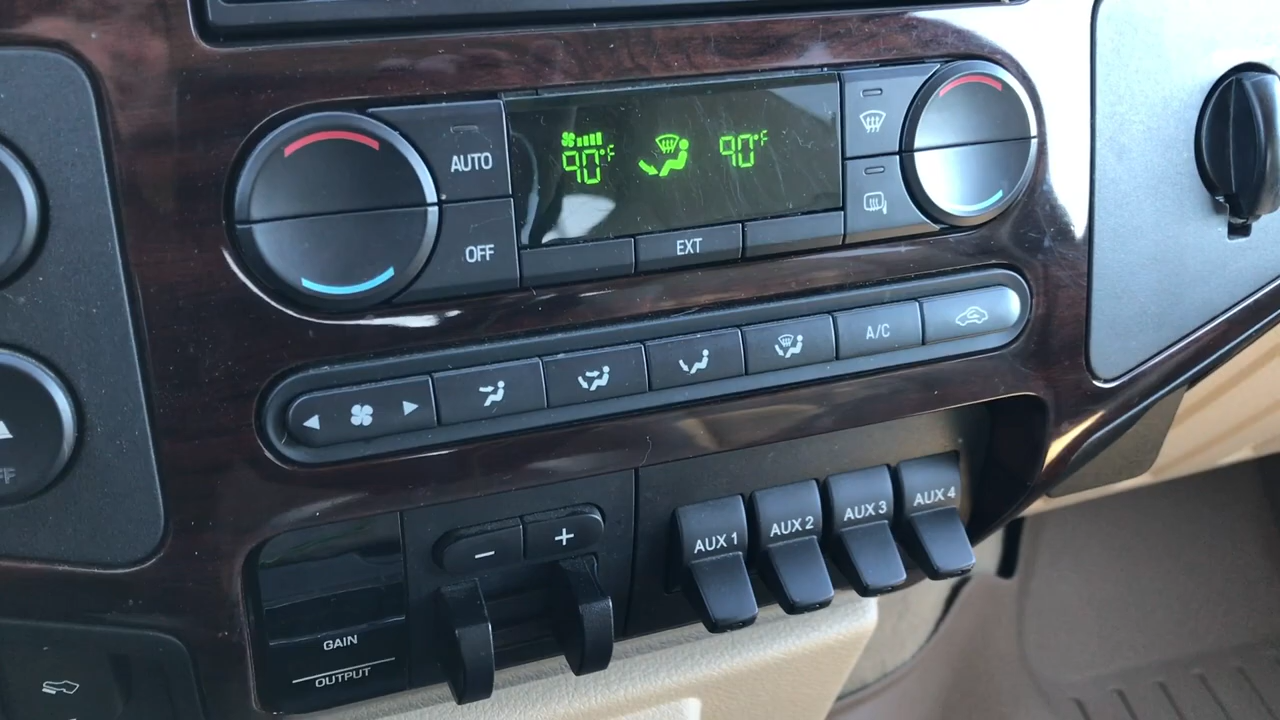 AUTO
90°F 90°F
OFF
EXT
A/C
AUX 1 AUX 2 AUX 3 AUX 4
- +
GAIN
OUTPUT